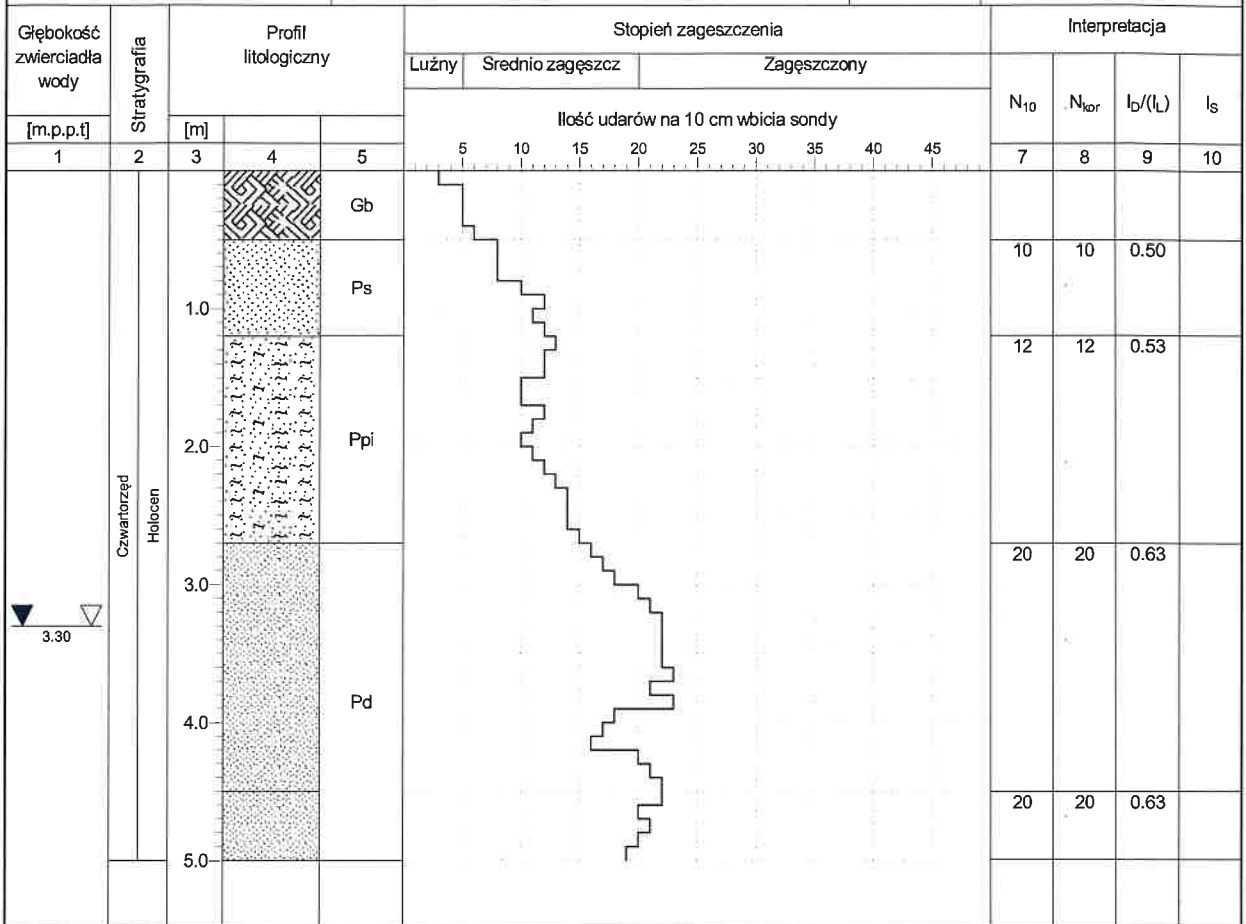 Głębokość
zwierciadła
wody
[m.p.p.t]
Stratygrafia
Profil
litologiczny
[m]
Stopień zageszczenia
Luźny
Srednio zagęszcz
Zagęszczony
Ilość udarów na 10 cm wbicia sondy
5 10 15 20 25 30 35 40 45
Interpretacja
N10
Nkor
ID/(IL)
IS
1 2 3 4 5 7 8 9 10
Gb
10 10 0.50
Ps
1.0
12 12 0.53
2.0
Ppi
Czwartorzęd
Holocen
20 20 0.63
3.0
3.30
Pd
4.0
20 20 0.63
5.0